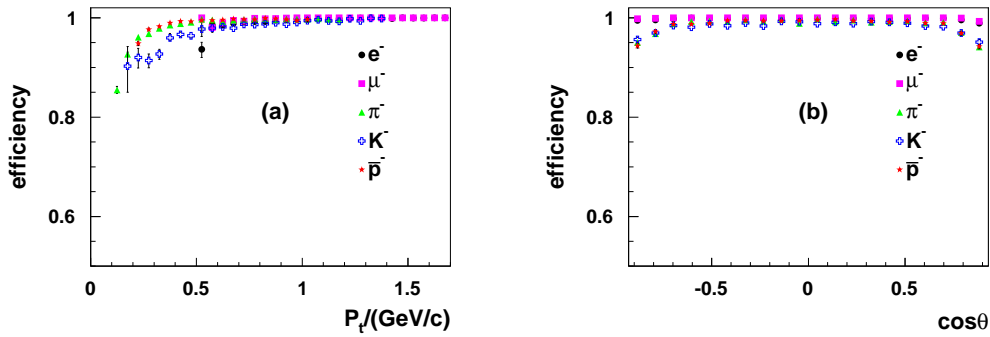 efficiency
1
0.8
0.6
(a)
e⁻
μ⁻
π⁻
K⁻
p̅⁻
0 0.5 1 1.5
Pₜ/(GeV/c)
efficiency
1
0.8
0.6
(b)
e⁻
μ⁻
π⁻
K⁻
p̅⁻
-0.5 0 0.5
cosθ